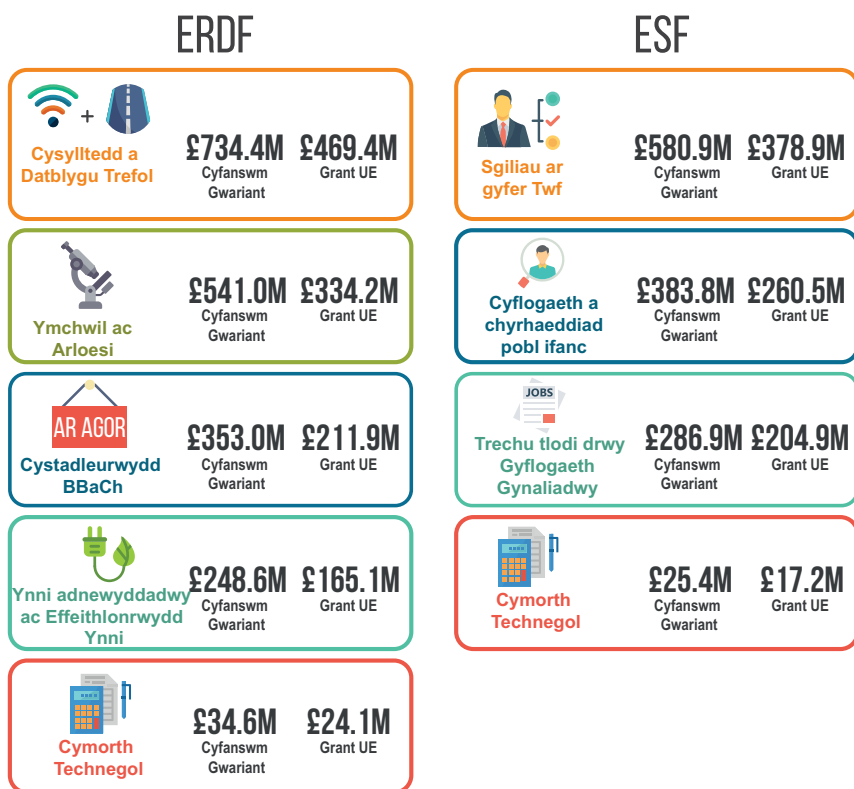 ERDF
+
Cysylltedd a
Datblygu Trefol
£734.4M £469.4M
Cyfanswm
Gwariant
Grant UE
Ymchwil ac
Arloesi
£541.0M £334.2M
Cyfanswm
Gwariant
Grant UE
AR AGOR
Cystadleurwydd
BBaCh
£353.0M £211.9M
Cyfanswm
Gwariant
Grant UE
Ynni adnewyddadwy
ac Effeithlonrwydd
Ynni
£248.6M £165.1M
Cyfanswm
Gwariant
Grant UE
Cymorth
Technegol
£34.6M £24.1M
Cyfanswm
Gwariant
Grant UE
ESF
Sgiliau ar
gyfer Twf
£580.9M £378.9M
Cyfanswm
Gwariant
Grant UE
Cyflogaeth a
chyrhaeddiad
pobl ifanc
£383.8M £260.5M
Cyfanswm
Gwariant
Grant UE
JOBS
Trechu tlodi drwy
Gyflogaeth
Gynaliadwy
£286.9M £204.9M
Cyfanswm
Gwariant
Grant UE
Cymorth
Technegol
£25.4M £17.2M
Cyfanswm
Gwariant
Grant UE